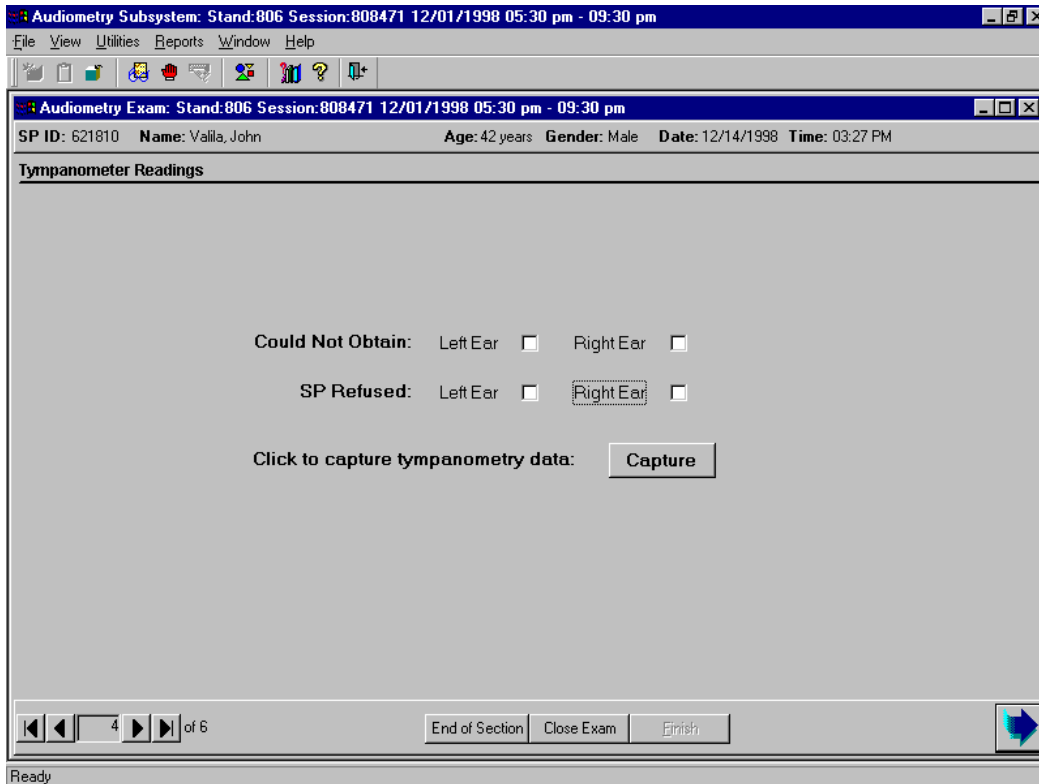 Audiometry Subsystem: Stand:806 Session:808471 12/01/1998 05:30 pm - 09:30 pm
File View Utilities Reports Window Help
Audiometry Exam: Stand:806 Session:808471 12/01/1998 05:30 pm - 09:30 pm
SP ID: 621810 Name: Valila, John Age: 42 years Gender: Male Date: 12/14/1998 Time: 03:27 PM
Tympanometer Readings
Could Not Obtain: Left Ear Right Ear
SP Refused: Left Ear Right Ear
Click to capture tympanometry data: Capture
4 of 6 End of Section Close Exam Finish
Ready